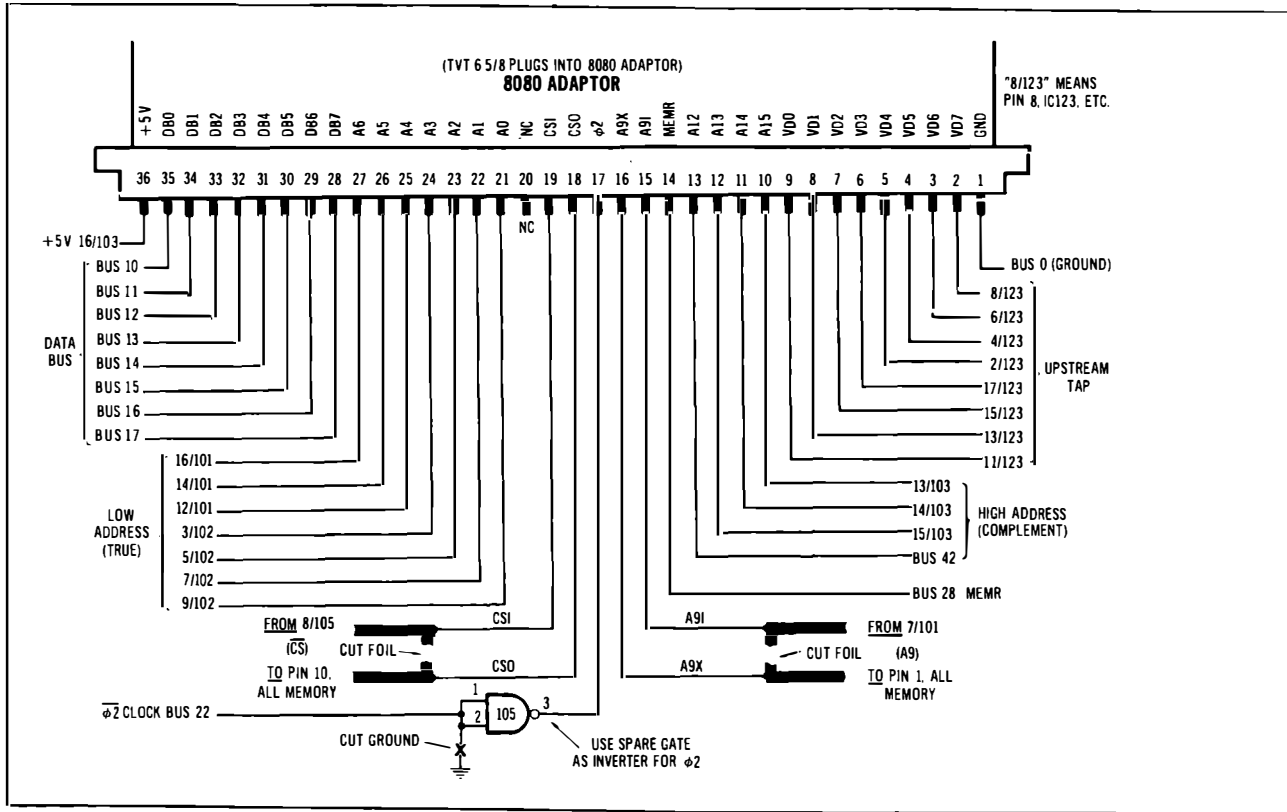 (TVT 6 5/8 PLUGS INTO 8080 ADAPTOR)
8080 ADAPTOR
"8/123" MEANS
PIN 8, IC123, ETC.
+5V DB0 DB1 DB2 DB3 DB4 DB5 DB6 DB7 A6 A5 A4 A3 A2 A1 A0 NC CSI CSO φ2 A9X A9I MEMR A12 A13 A14 A15 VD0 VD1 VD2 VD3 VD4 VD5 VD6 VD7 GND
36 35 34 33 32 31 30 29 28 27 26 25 24 23 22 21 20 19 18 17 16 15 14 13 12 11 10 9 8 7 6 5 4 3 2 1
NC
+5V 16/103
BUS 10
BUS 11
BUS 12
BUS 13
BUS 14
BUS 15
BUS 16
BUS 17
DATA
BUS
16/101
14/101
12/101
3/102
5/102
7/102
9/102
LOW
ADDRESS
(TRUE)
BUS 0 (GROUND)
8/123
6/123
4/123
2/123
17/123
15/123
13/123
11/123
UPSTREAM
TAP
13/103
14/103
15/103
BUS 42
HIGH ADDRESS
(COMPLEMENT)
BUS 28 MEMR
FROM 8/105
(C̅S̅)
CSI
CUT FOIL
CSO
TO PIN 10,
ALL MEMORY
A9I
FROM 7/101
(A9)
CUT FOIL
A9X
TO PIN 1, ALL
MEMORY
φ̅2̅ CLOCK BUS 22
1
2
105
3
CUT GROUND
USE SPARE GATE
AS INVERTER FOR φ2